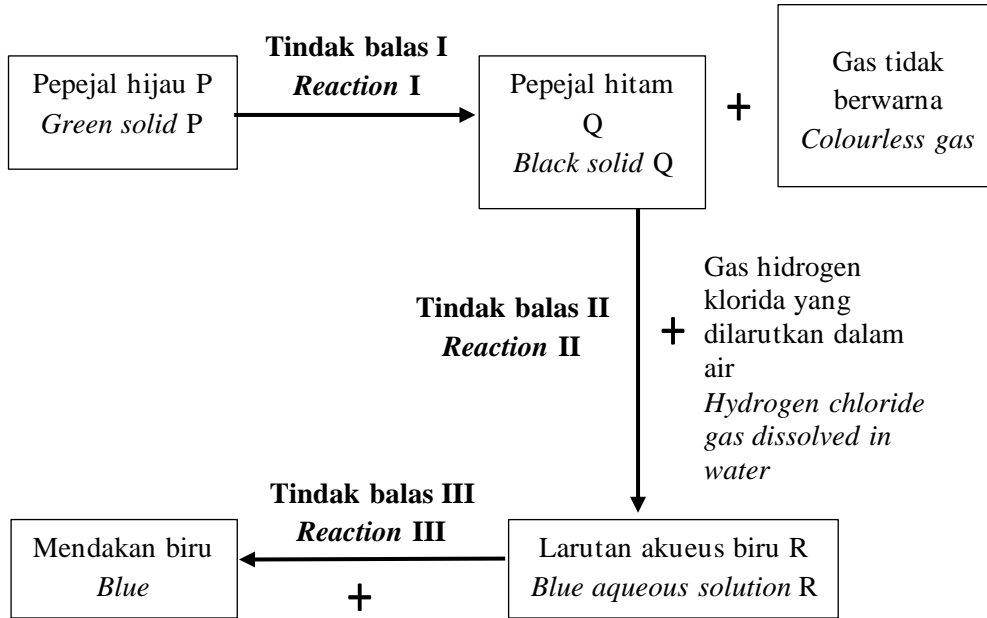 Pepejal hijau P
Green solid P
Tindak balas I
Reaction I
Pepejal hitam
Q
Black solid Q
+
Gas tidak
berwarna
Colourless gas
Tindak balas II
Reaction II
+
Gas hidrogen
klorida yang
dilarutkan dalam
air
Hydrogen chloride
gas dissolved in
water
Larutan akueus biru R
Blue aqueous solution R
Tindak balas III
Reaction III
+
Mendakan biru
Blue